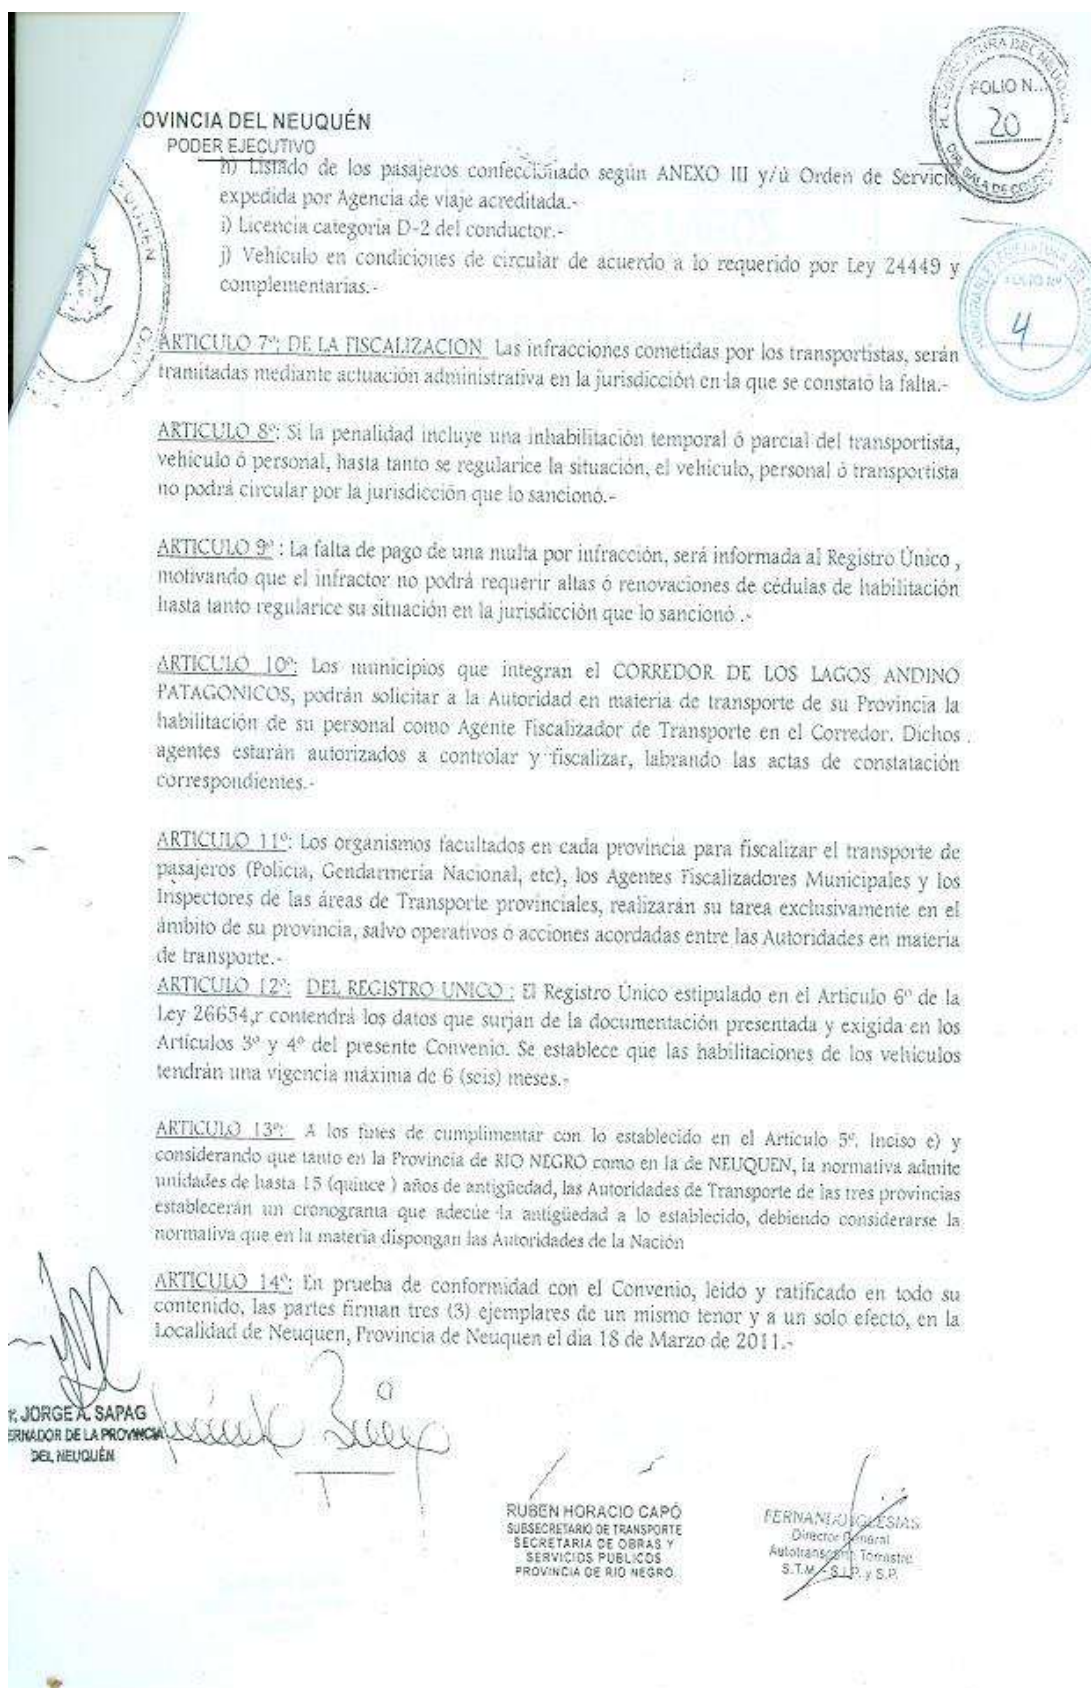 OVINCIA DEL NEUQUÉN
PODER EJECUTIVO
FOLIO N...
20
h) Listado de los pasajeros confeccionado según ANEXO III y/ú Orden de Servicio
expedida por Agencia de viaje acreditada.-
i) Licencia categoria D-2 del conductor.-
j) Vehiculo en condiciones de circular de acuerdo a lo requerido por Ley 24449 y
complementarias.-
4
ARTICULO 7º: DE LA FISCALIZACION Las infracciones cometidas por los transportistas, serán
tramitadas mediante actuación administrativa en la jurisdicción en la que se constató la falta.-
ARTICULO 8º: Si la penalidad incluye una inhabilitación temporal ó parcial del transportista,
vehiculo ó personal, hasta tanto se regularice la situación, el vehiculo, personal ó transportista
no podrá circular por la jurisdicción que lo sancionó.-
ARTICULO 9º : La falta de pago de una multa por infracción, será informada al Registro Único ,
motivando que el infractor no podrá requerir altas ó renovaciones de cédulas de habilitación
hasta tanto regularice su situación en la jurisdicción que lo sancionó .-
ARTICULO 10º: Los municipios que integran el CORREDOR DE LOS LAGOS ANDINO
PATAGONICOS, podrán solicitar a la Autoridad en materia de transporte de su Provincia la
habilitación de su personal como Agente Fiscalizador de Transporte en el Corredor. Dichos
agentes estarán autorizados a controlar y fiscalizar, labrando las actas de constatación
correspondientes.-
ARTICULO 11º: Los organismos facultados en cada provincia para fiscalizar el transporte de
pasajeros (Policia, Gendarmeria Nacional, etc), los Agentes Fiscalizadores Municipales y los
Inspectores de las áreas de Transporte provinciales, realizarán su tarea exclusivamente en el
ámbito de su provincia, salvo operativos ó acciones acordadas entre las Autoridades en materia
de transporte.-
ARTICULO 12º: DEL REGISTRO UNICO : El Registro Único estipulado en el Articulo 6º de la
Ley 26654,r contendrá los datos que surjan de la documentación presentada y exigida en los
Artículos 3º y 4º del presente Convenio. Se establece que las habilitaciones de los vehiculos
tendrán una vigencia máxima de 6 (seis) meses.-
ARTICULO 13º: A los fines de cumplimentar con lo establecido en el Articulo 5º. Inciso e) y
considerando que tanto en la Provincia de RIO NEGRO como en la de NEUQUEN, la normativa admite
unidades de hasta 15 (quince ) años de antigüedad, las Autoridades de Transporte de las tres provincias
establecerán un cronograma que adecúe la antigüedad a lo establecido, debiendo considerarse la
normativa que en la materia dispongan las Autoridades de la Nación
ARTICULO 14º: En prueba de conformidad con el Convenio, leido y ratificado en todo su
contenido, las partes firman tres (3) ejemplares de un mismo tenor y a un solo efecto, en la
Localidad de Neuquen, Provincia de Neuquen el dia 18 de Marzo de 2011.-
JORGE A. SAPAG
ERNADOR DE LA PROVINCIA
DEL NEUQUÉN
RUBEN HORACIO CAPÓ
SUBSECRETARIO DE TRANSPORTE
SECRETARIA DE OBRAS Y
SERVICIOS PUBLICOS
PROVINCIA DE RIO NEGRO
FERNANDO IGLESIAS
Director General
Autotransporte Terrestre
S.T.M. - S.I.P. y S.P.